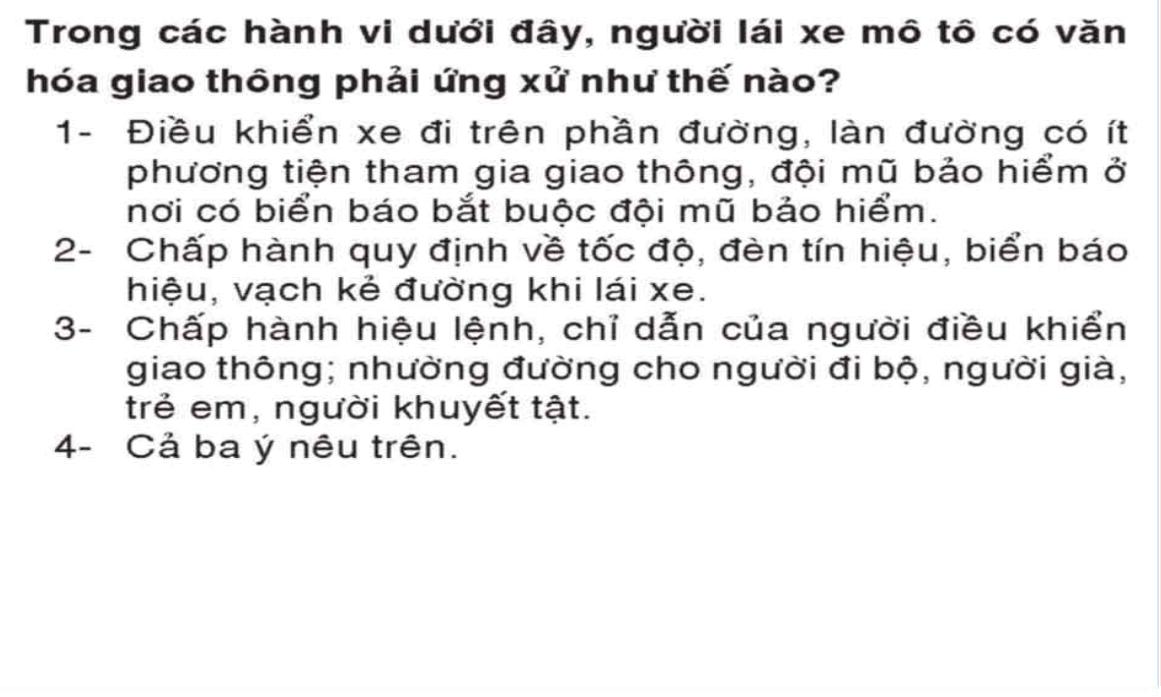 Trong các hành vi dưới đây, người lái xe mô tô có văn
hóa giao thông phải ứng xử như thế nào?
1- Điều khiển xe đi trên phần đường, làn đường có ít
phương tiện tham gia giao thông, đội mũ bảo hiểm ở
nơi có biển báo bắt buộc đội mũ bảo hiểm.
2- Chấp hành quy định về tốc độ, đèn tín hiệu, biển báo
hiệu, vạch kẻ đường khi lái xe.
3- Chấp hành hiệu lệnh, chỉ dẫn của người điều khiển
giao thông; nhường đường cho người đi bộ, người già,
trẻ em, người khuyết tật.
4- Cả ba ý nêu trên.